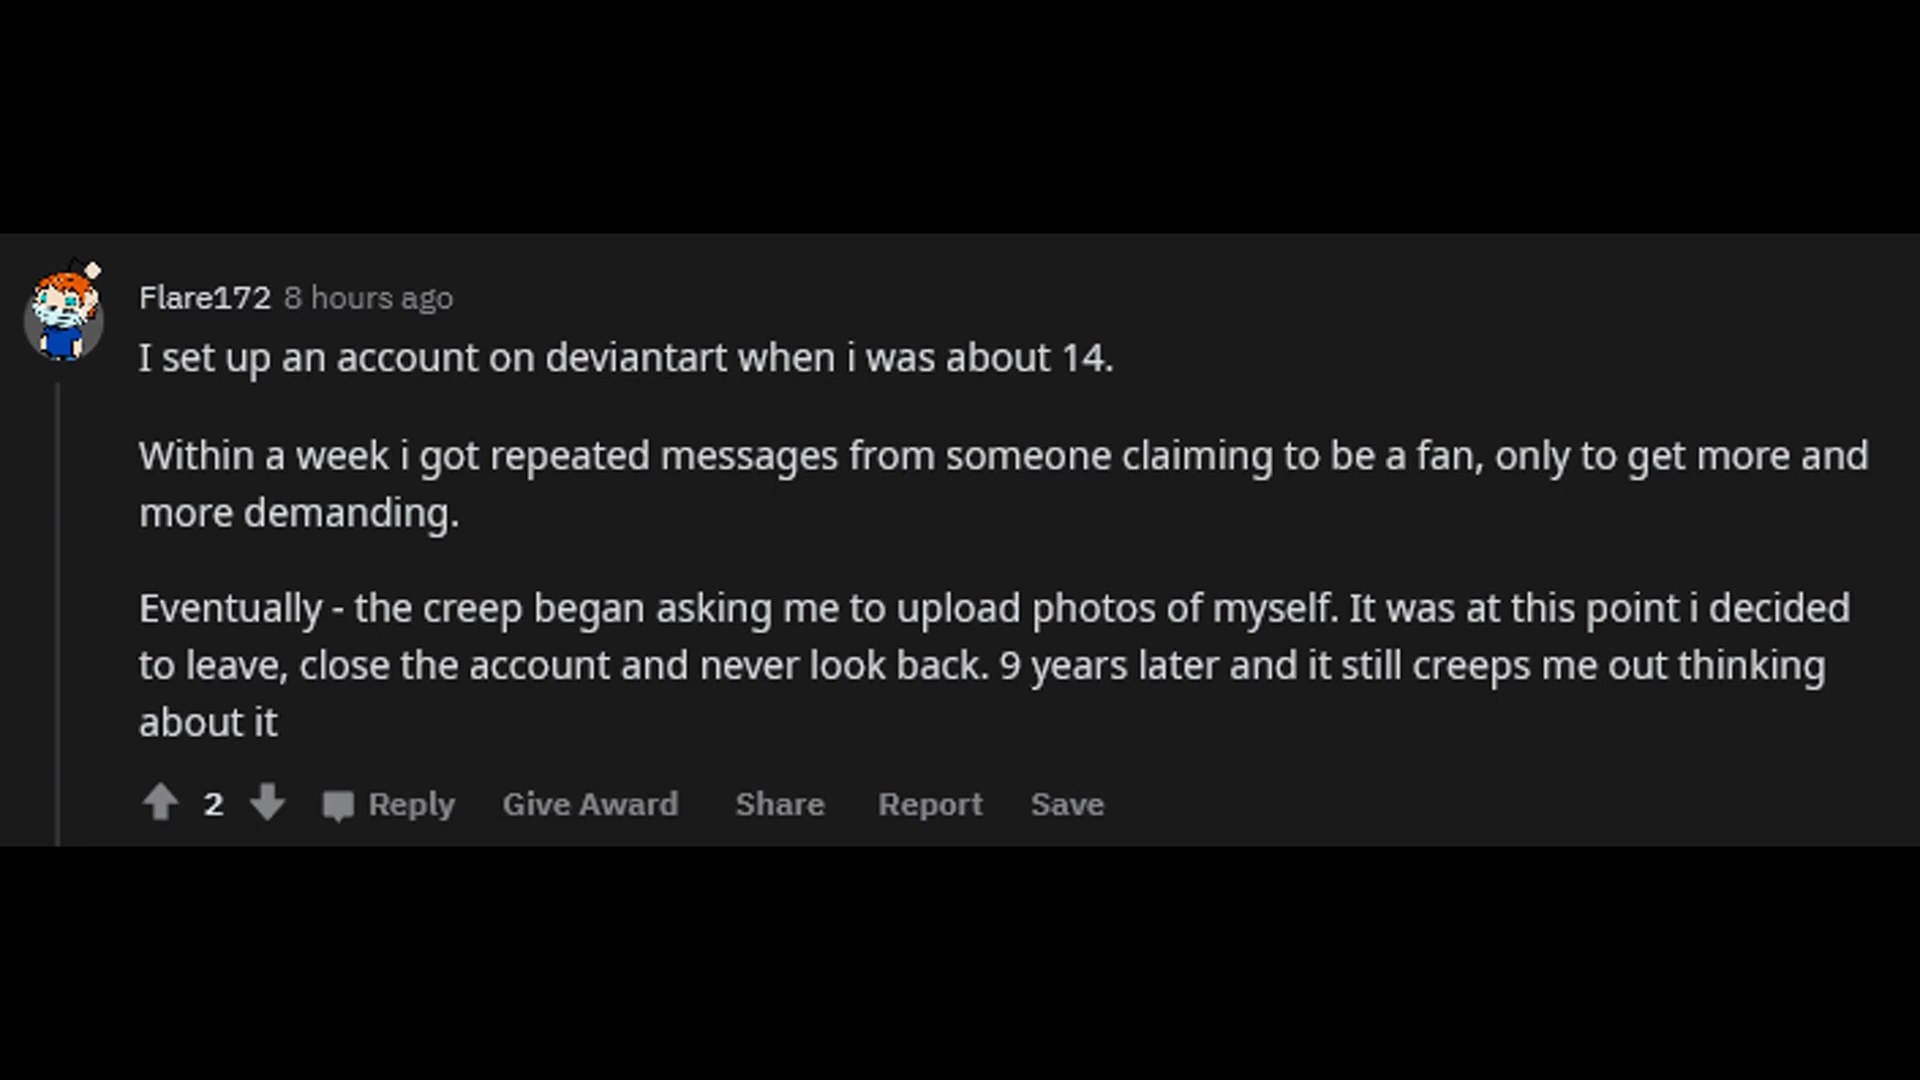 Flare172 8 hours ago
I set up an account on deviantart when i was about 14.
Within a week i got repeated messages from someone claiming to be a fan, only to get more and
more demanding.
Eventually - the creep began asking me to upload photos of myself. It was at this point i decided
to leave, close the account and never look back. 9 years later and it still creeps me out thinking
about it
2 Reply Give Award Share Report Save